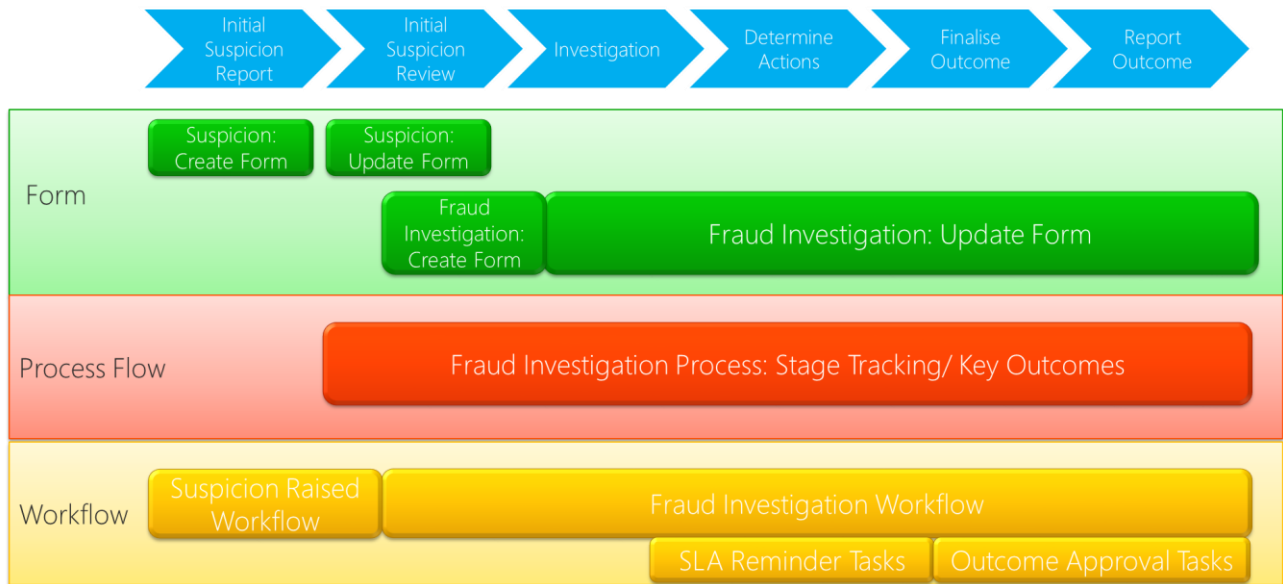 Initial
Suspicion
Report
Initial
Suspicion
Review
Investigation
Determine
Actions
Finalise
Outcome
Report
Outcome
Form
Suspicion:
Create Form
Suspicion:
Update Form
Fraud
Investigation:
Create Form
Fraud Investigation: Update Form
Process Flow
Fraud Investigation Process: Stage Tracking/ Key Outcomes
Workflow
Suspicion Raised
Workflow
Fraud Investigation Workflow
SLA Reminder Tasks
Outcome Approval Tasks